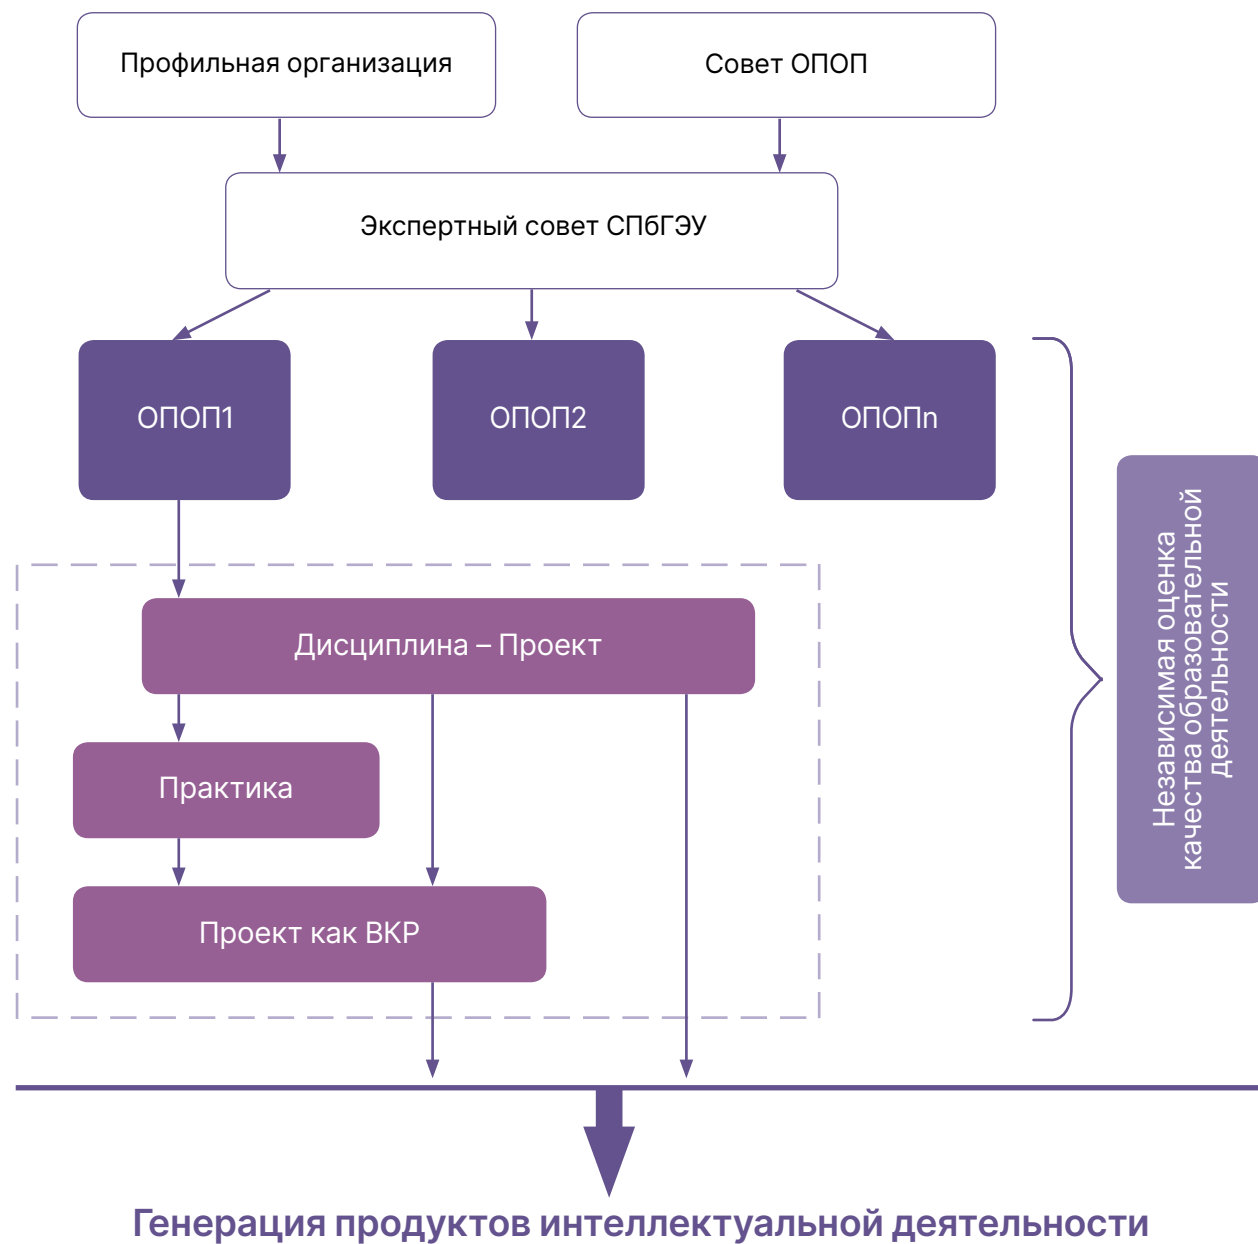 Профильная организация
Совет ОПОП
Экспертный совет СПбГЭУ
ОПОП1
ОПОП2
ОПОПn
Дисциплина – Проект
Практика
Проект как ВКР
Независимая оценка
качества образовательной
деятельности
Генерация продуктов интеллектуальной деятельности